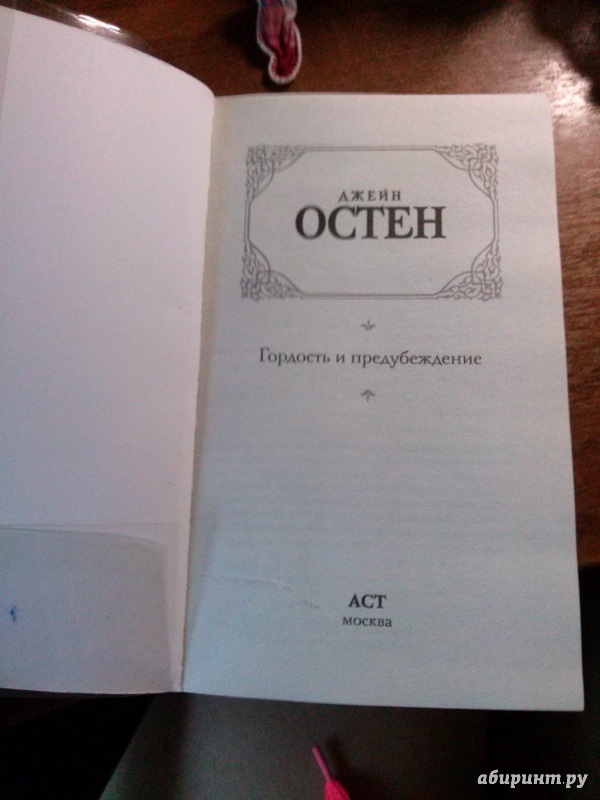 ДЖЕЙН
ОСТЕН
Гордость и предубеждение
АСТ
МОСКВА
абиринт.ру